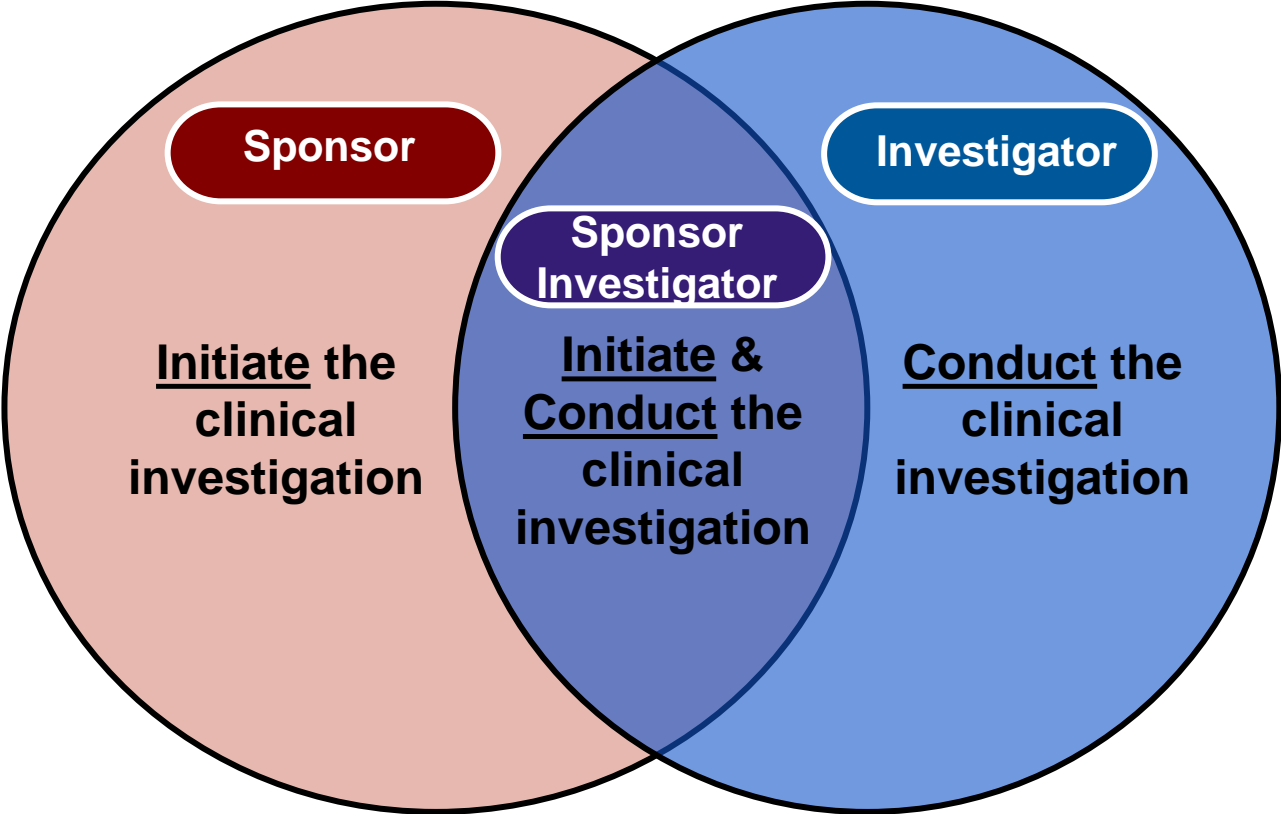 Sponsor
Initiate the
clinical
investigation
Sponsor
Investigator
Initiate &
Conduct the
clinical
investigation
Investigator
Conduct the
clinical
investigation